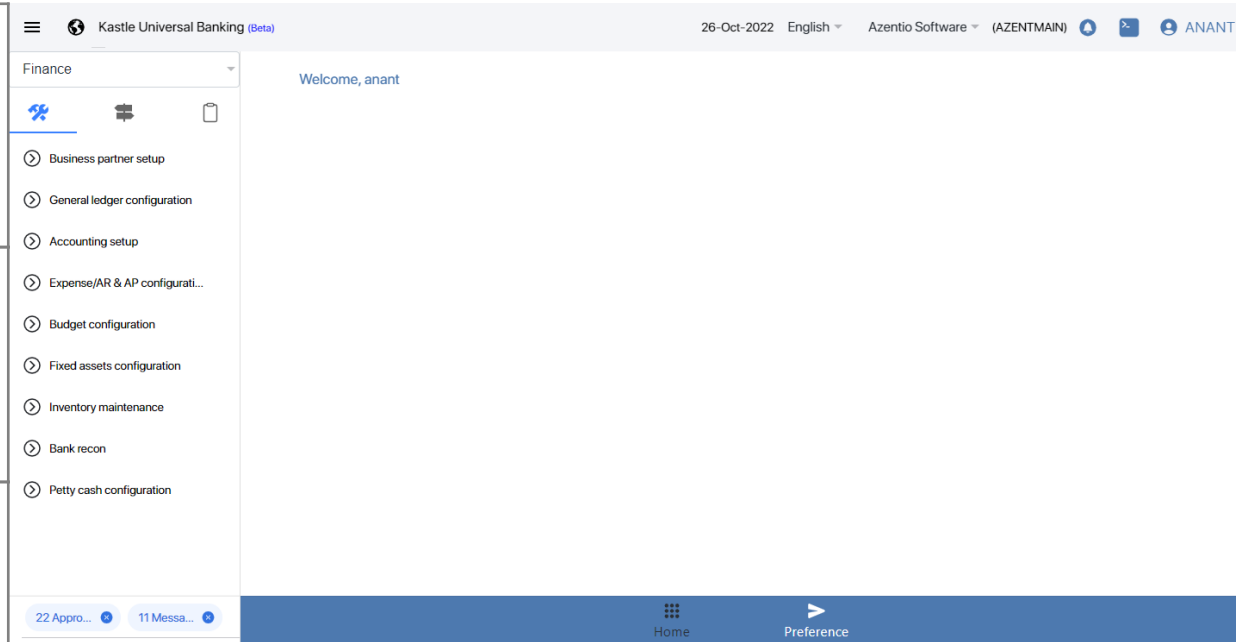 Kastle Universal Banking (Beta) 26-Oct-2022 English Azentio Software (AZENTMAIN) ANANT
Finance
Welcome, anant
Business partner setup
General ledger configuration
Accounting setup
Expense/AR & AP configurati...
Budget configuration
Fixed assets configuration
Inventory maintenance
Bank recon
Petty cash configuration
22 Appro... 11 Messa...
Home Preference